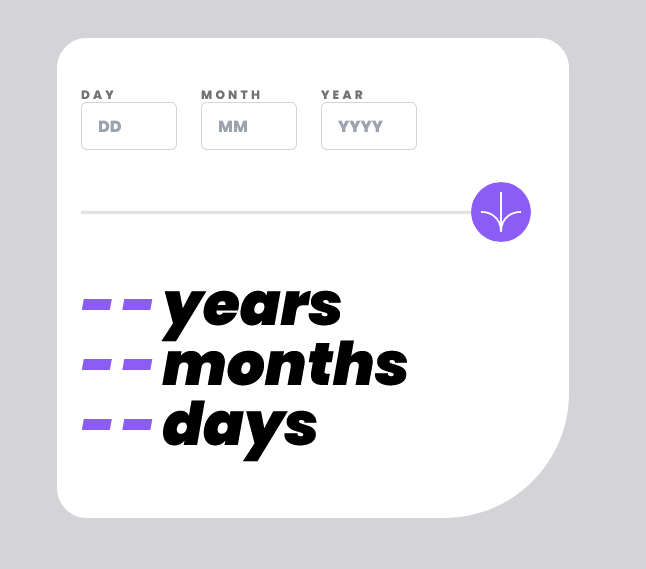 DAY MONTH YEAR
DD MM YYYY
-- years
-- months
-- days